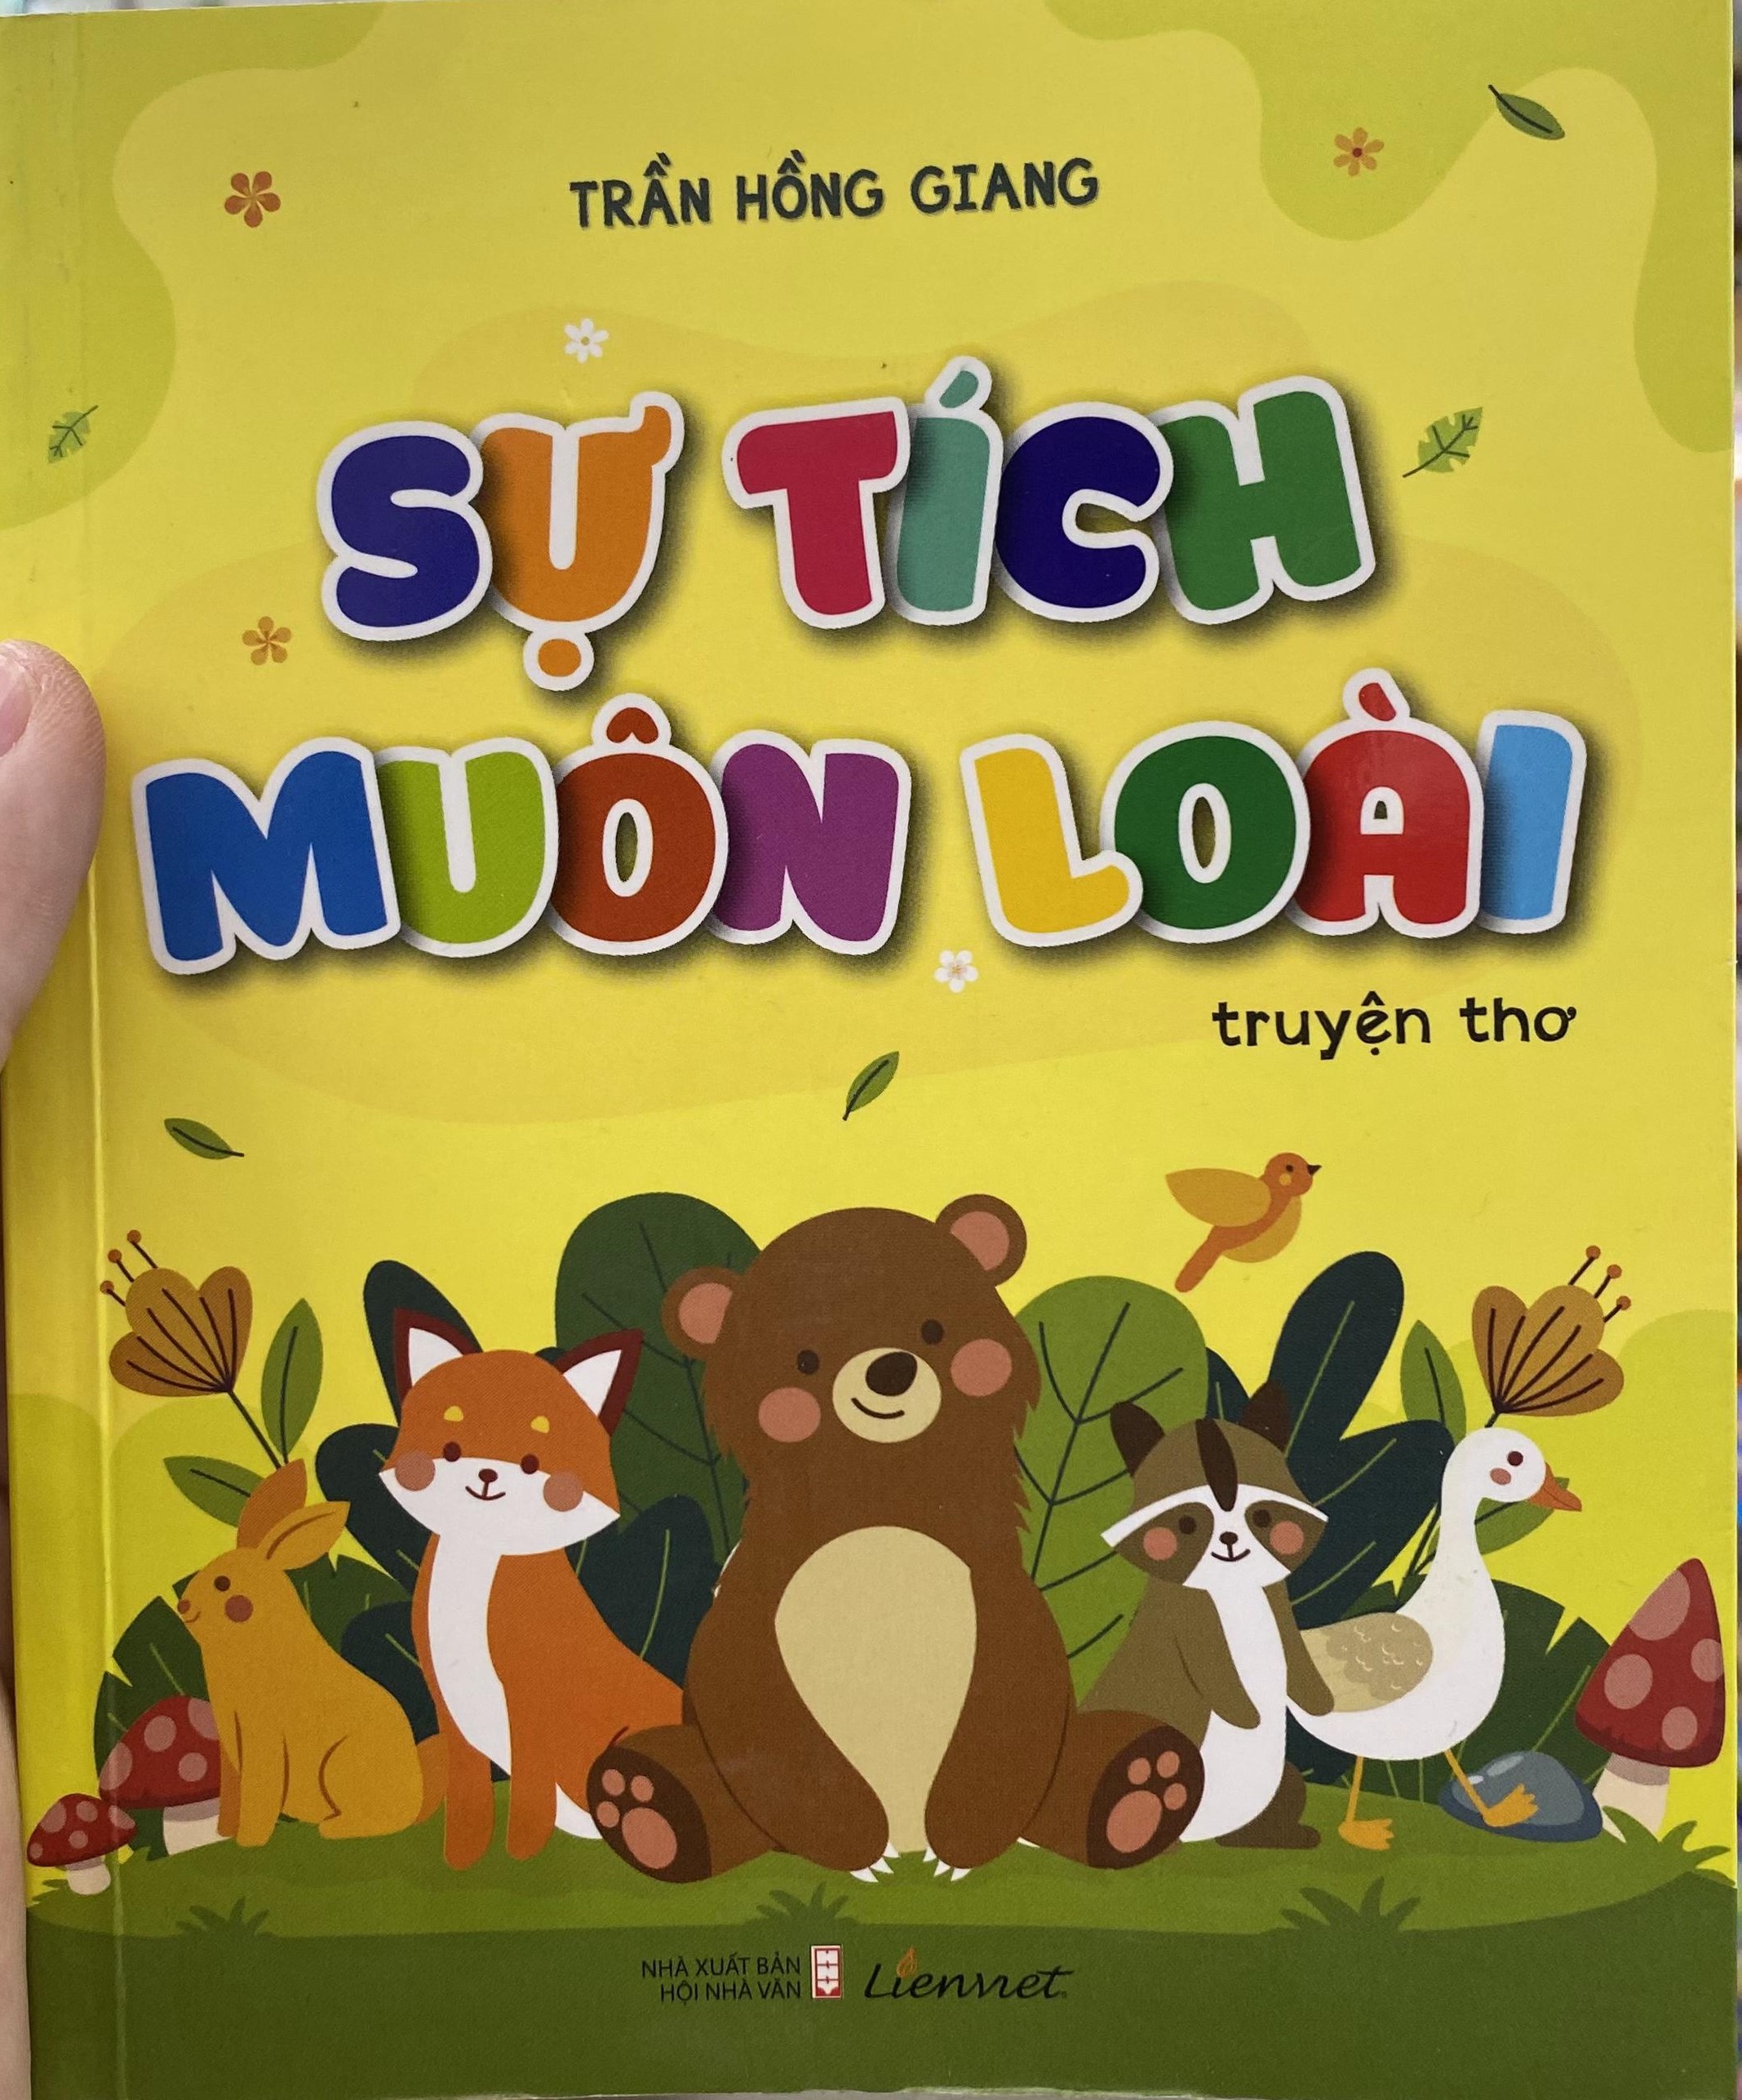 TRẦN HỒNG GIANG
SỰ TÍCH
MUÔN LOÀI
truyện thơ
NHÀ XUẤT BẢN
HỘI NHÀ VĂN
Lienviet